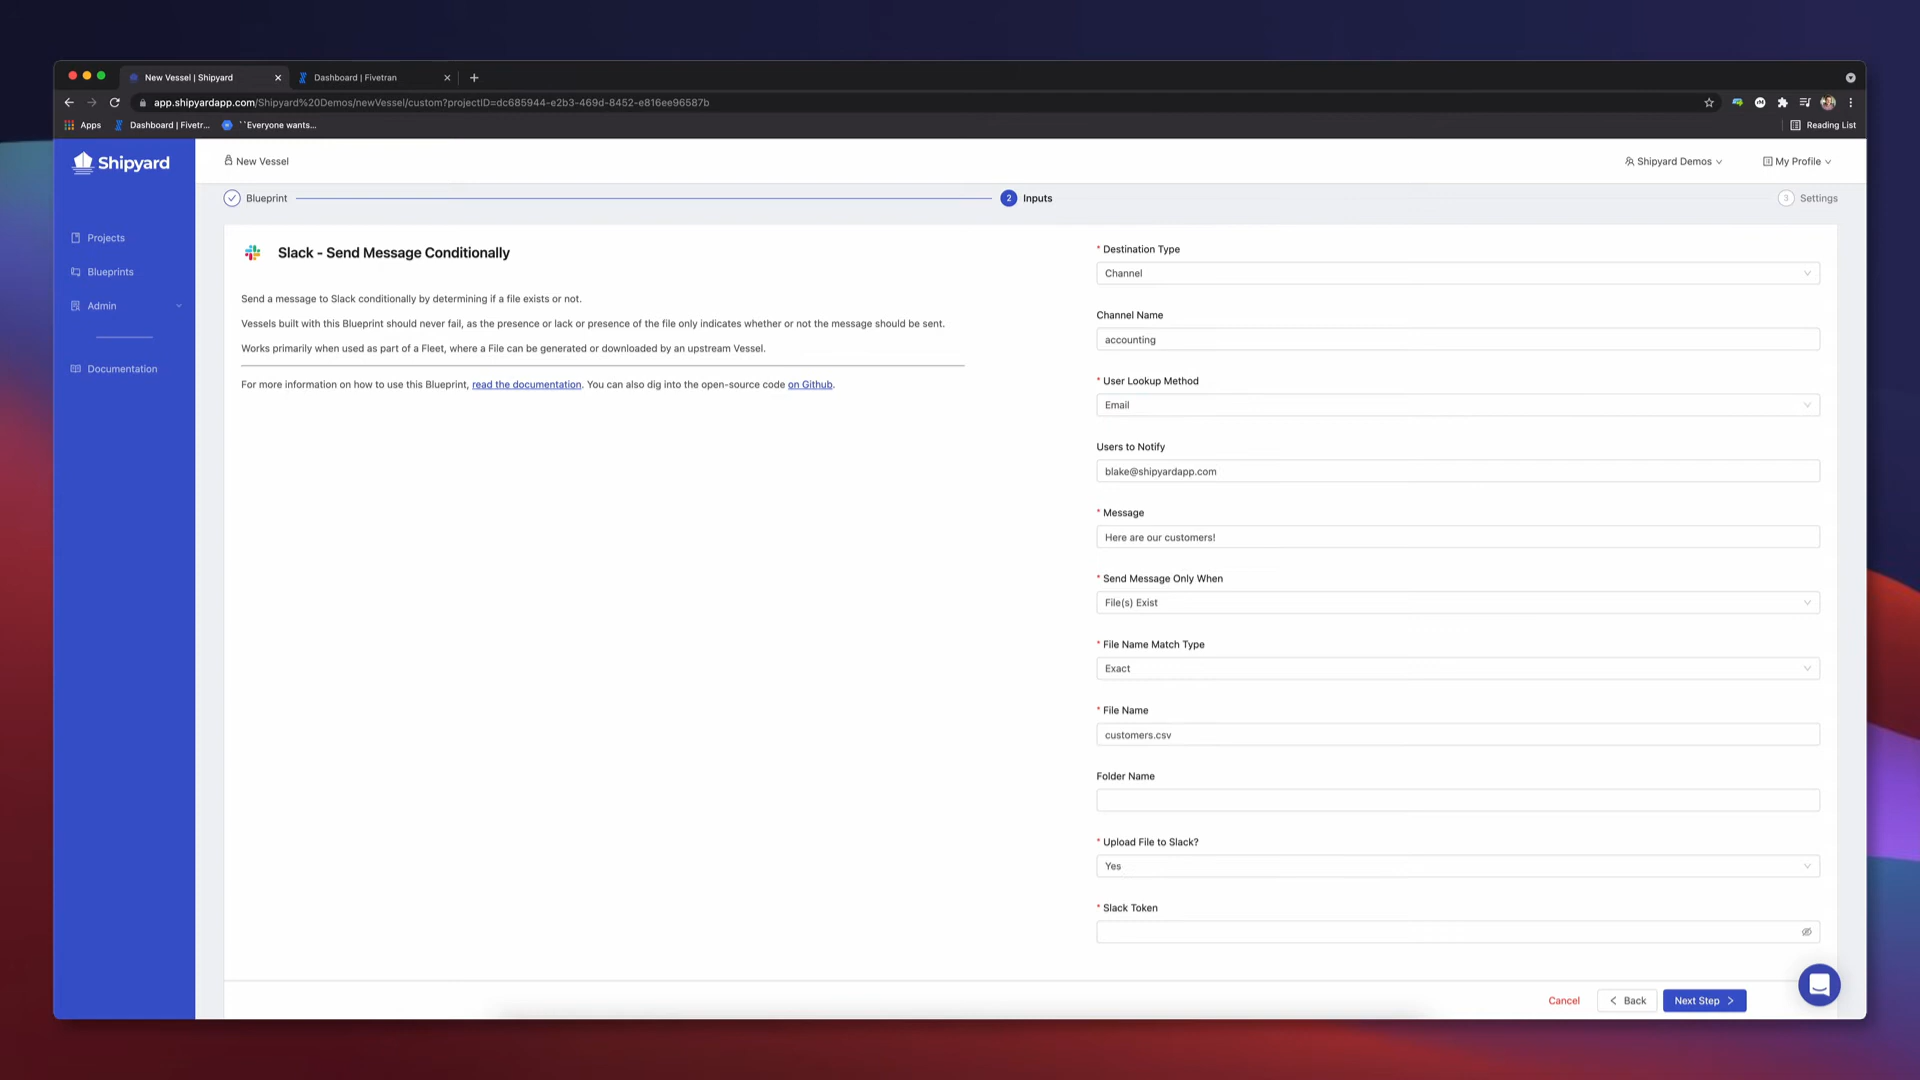 New Vessel | Shipyard
Dashboard | Fivetran
app.shipyardapp.com/Shipyard%20Demos/newVessel/custom?projectID=dc685944-e2b3-469d-8452-e816ee96587b
Apps
Dashboard | Fivetr...
``Everyone wants...
Reading List
Shipyard
New Vessel
Shipyard Demos
My Profile
Blueprint
2 Inputs
3 Settings
Projects
Blueprints
Admin
Documentation
Slack - Send Message Conditionally
Send a message to Slack conditionally by determining if a file exists or not.
Vessels built with this Blueprint should never fail, as the presence or lack or presence of the file only indicates whether or not the message should be sent.
Works primarily when used as part of a Fleet, where a File can be generated or downloaded by an upstream Vessel.
For more information on how to use this Blueprint, read the documentation. You can also dig into the open-source code on Github.
* Destination Type
Channel
Channel Name
accounting
* User Lookup Method
Email
Users to Notify
blake@shipyardapp.com
* Message
Here are our customers!
* Send Message Only When
File(s) Exist
* File Name Match Type
Exact
* File Name
customers.csv
Folder Name
* Upload File to Slack?
Yes
* Slack Token
Cancel
Back
Next Step